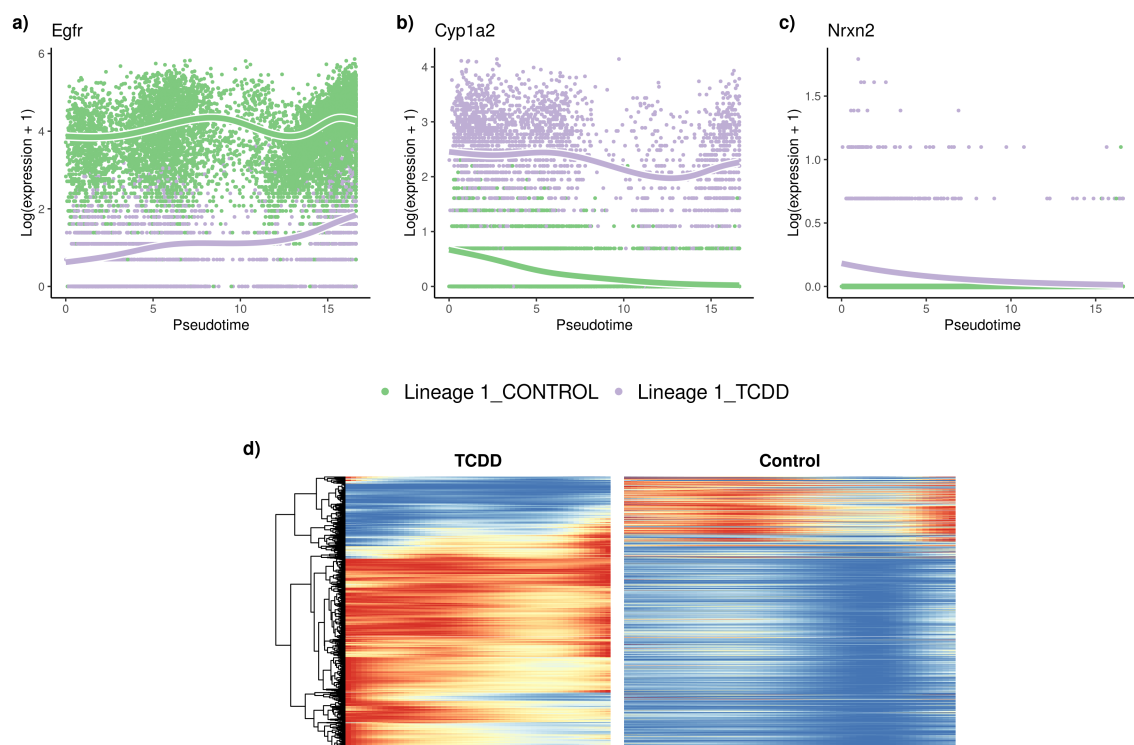 a)
Egfr
Log(expression + 1)
6
4
2
0
0 5 10 15
Pseudotime
b)
Cyp1a2
Log(expression + 1)
4
3
2
1
0
0 5 10 15
Pseudotime
c)
Nrxn2
Log(expression + 1)
1.5
1.0
0.5
0.0
0 5 10 15
Pseudotime
Lineage 1_CONTROL Lineage 1_TCDD
d)
TCDD Control